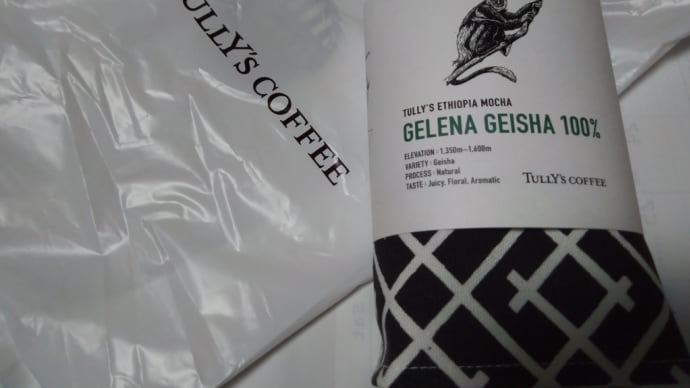 TULLY'S COFFEE
TULLY'S ETHIOPIA MOCHA
GELENA GEISHA 100%
ELEVATION : 1,350m~1,600m
VARIETY : Geisha
PROCESS : Natural
TASTE : Juicy, Floral, Aromatic
TULLY'S COFFEE